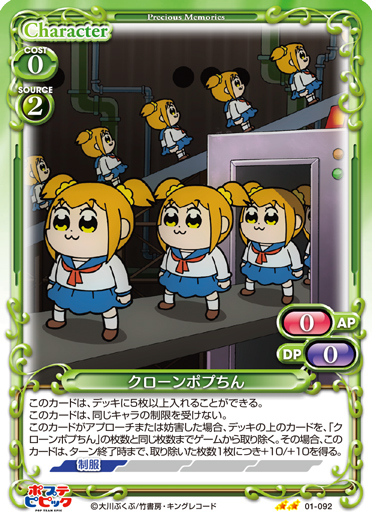 Precious Memories
Character
COST
0
SOURCE
2
0 AP
DP 0
クローンポプちん
このカードは、デッキに5枚以上入れることができる。
このカードは、同じキャラの制限を受けない。
このカードがアプローチまたは妨害した場合、デッキの上のカードを、「ク
ローンポプちん」の枚数と同じ枚数までゲームから取り除く。その場合、この
カードは、ターン終了時まで、取り除いた枚数1枚につき+10/+10を得る。
制服
ポプテ
ピピック
POP TEAM EPIC
©大川ぶくぶ/竹書房・キングレコード
01-092